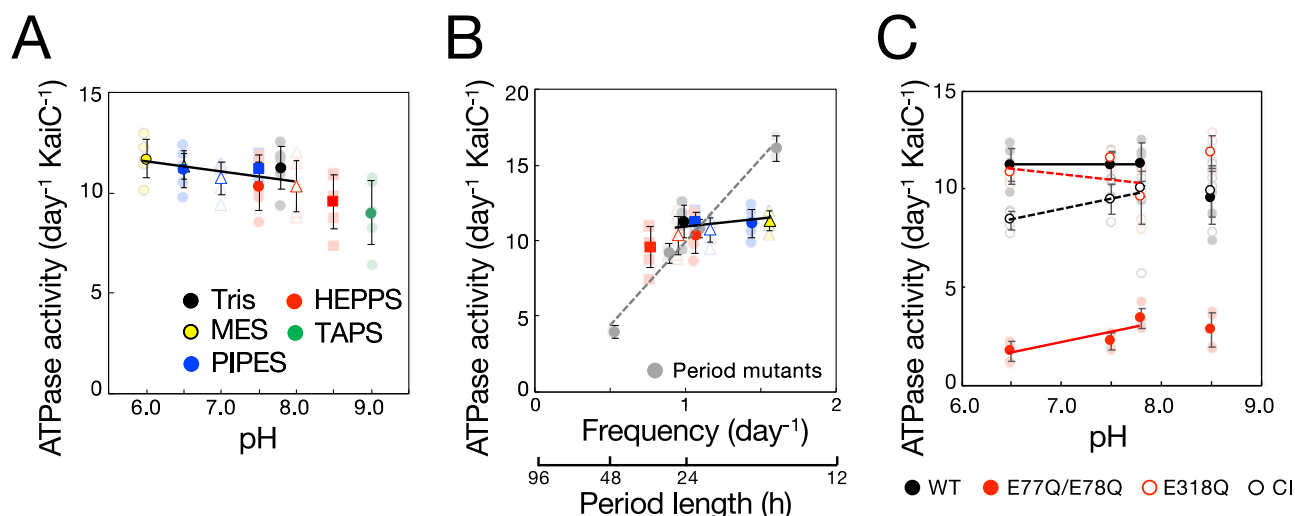 A
ATPase activity (day⁻¹ KaiC⁻¹)
15
10
5
0
6.0 7.0 8.0 9.0
pH
Tris
MES
PIPES
HEPPS
TAPS
B
ATPase activity (day⁻¹ KaiC⁻¹)
20
15
10
5
0
Period mutants
0 1 2
Frequency (day⁻¹)
96 48 24 12
Period length (h)
C
ATPase activity (day⁻¹ KaiC⁻¹)
15
10
5
0
6.0 7.0 8.0 9.0
pH
WT E77Q/E78Q E318Q CI